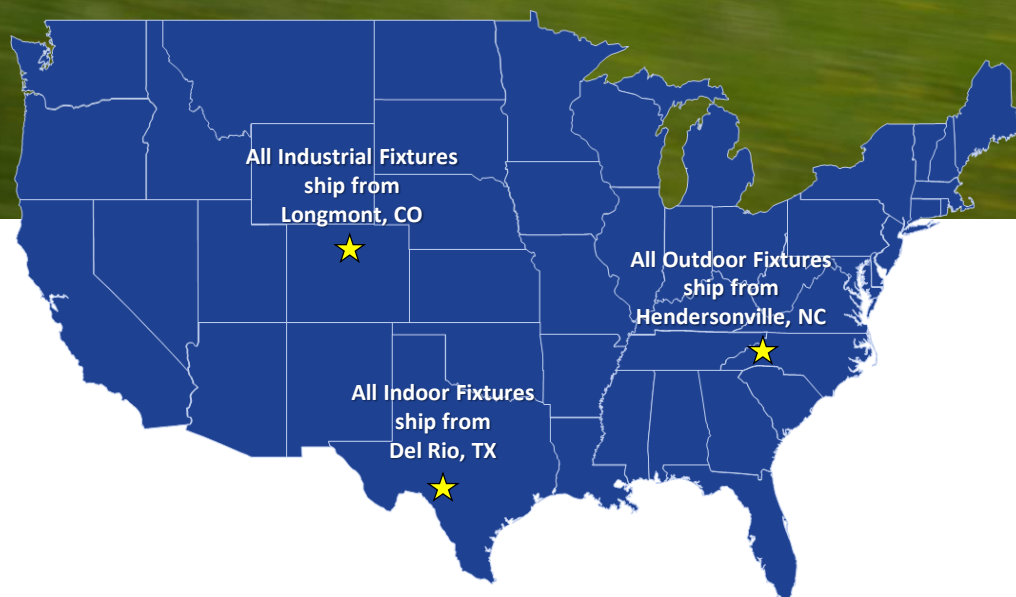 All Industrial Fixtures
ship from
Longmont, CO
All Outdoor Fixtures
ship from
Hendersonville, NC
All Indoor Fixtures
ship from
Del Rio, TX